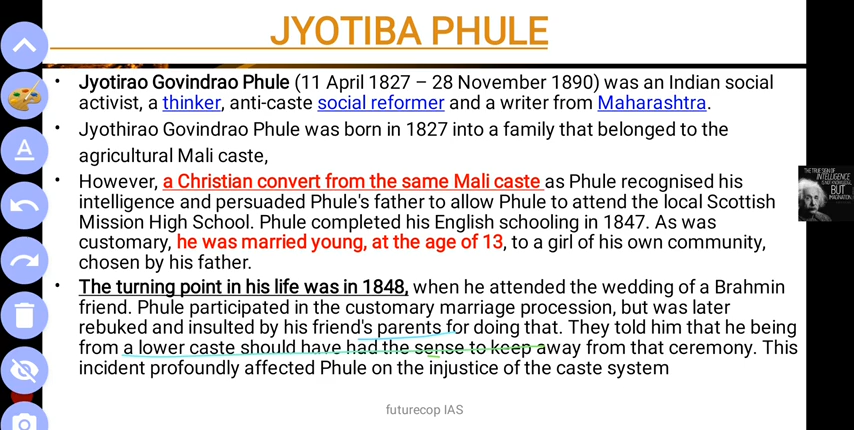 JYOTIBA PHULE
• Jyotirao Govindrao Phule (11 April 1827 – 28 November 1890) was an Indian social
activist, a thinker, anti-caste social reformer and a writer from Maharashtra.
• Jyothirao Govindrao Phule was born in 1827 into a family that belonged to the
agricultural Mali caste,
• However, a Christian convert from the same Mali caste as Phule recognised his
intelligence and persuaded Phule's father to allow Phule to attend the local Scottish
Mission High School. Phule completed his English schooling in 1847. As was
customary, he was married young, at the age of 13, to a girl of his own community,
chosen by his father.
• The turning point in his life was in 1848, when he attended the wedding of a Brahmin
friend. Phule participated in the customary marriage procession, but was later
rebuked and insulted by his friend's parents for doing that. They told him that he being
from a lower caste should have had the sense to keep away from that ceremony. This
incident profoundly affected Phule on the injustice of the caste system
futurecop IAS
A
THE TRUE SIGN OF
INTELLIGENCE
BUT